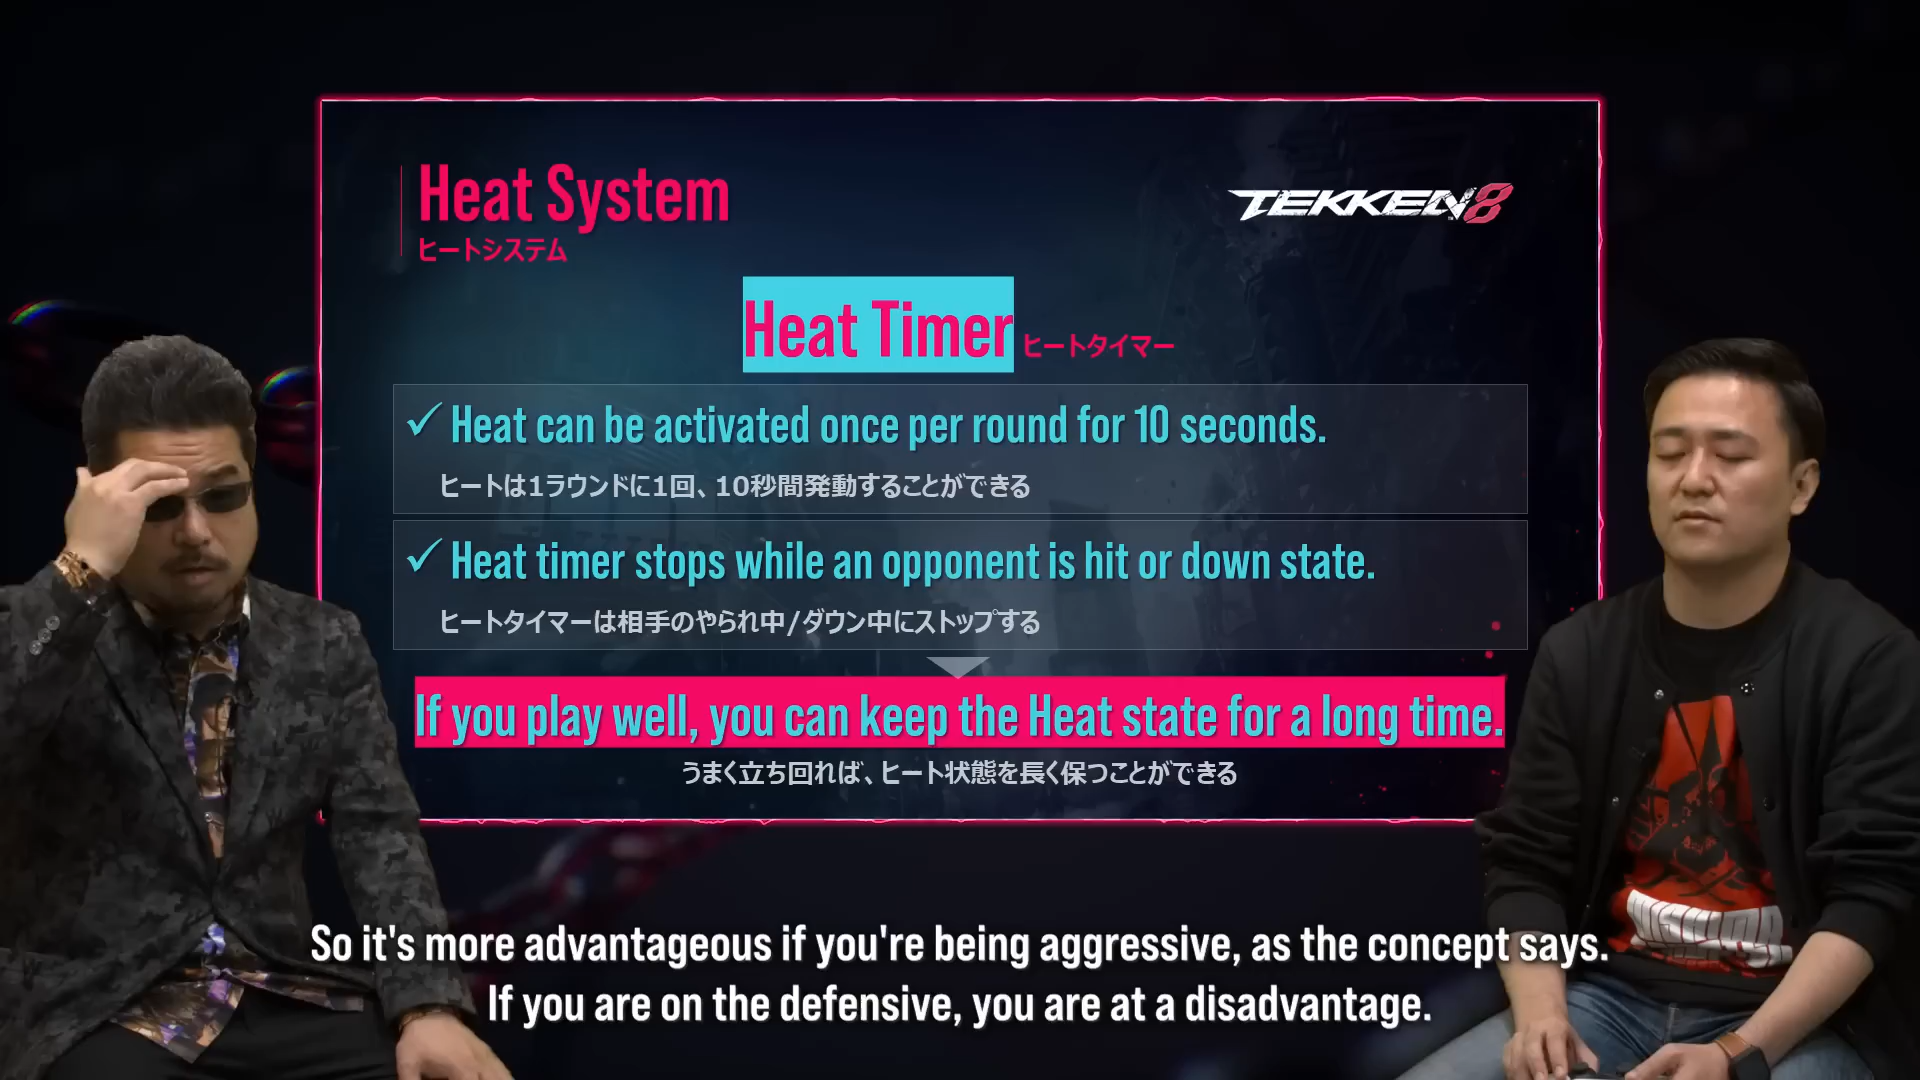 Heat System
ヒートシステム
TEKKEN 8
Heat Timer ヒートタイマー
✓ Heat can be activated once per round for 10 seconds.
ヒートは1ラウンドに1回、10秒間発動することができる
✓ Heat timer stops while an opponent is hit or down state.
ヒートタイマーは相手のやられ中/ダウン中にストップする
If you play well, you can keep the Heat state for a long time.
うまく立ち回れば、ヒート状態を長く保つことができる
So it's more advantageous if you're being aggressive, as the concept says.
If you are on the defensive, you are at a disadvantage.